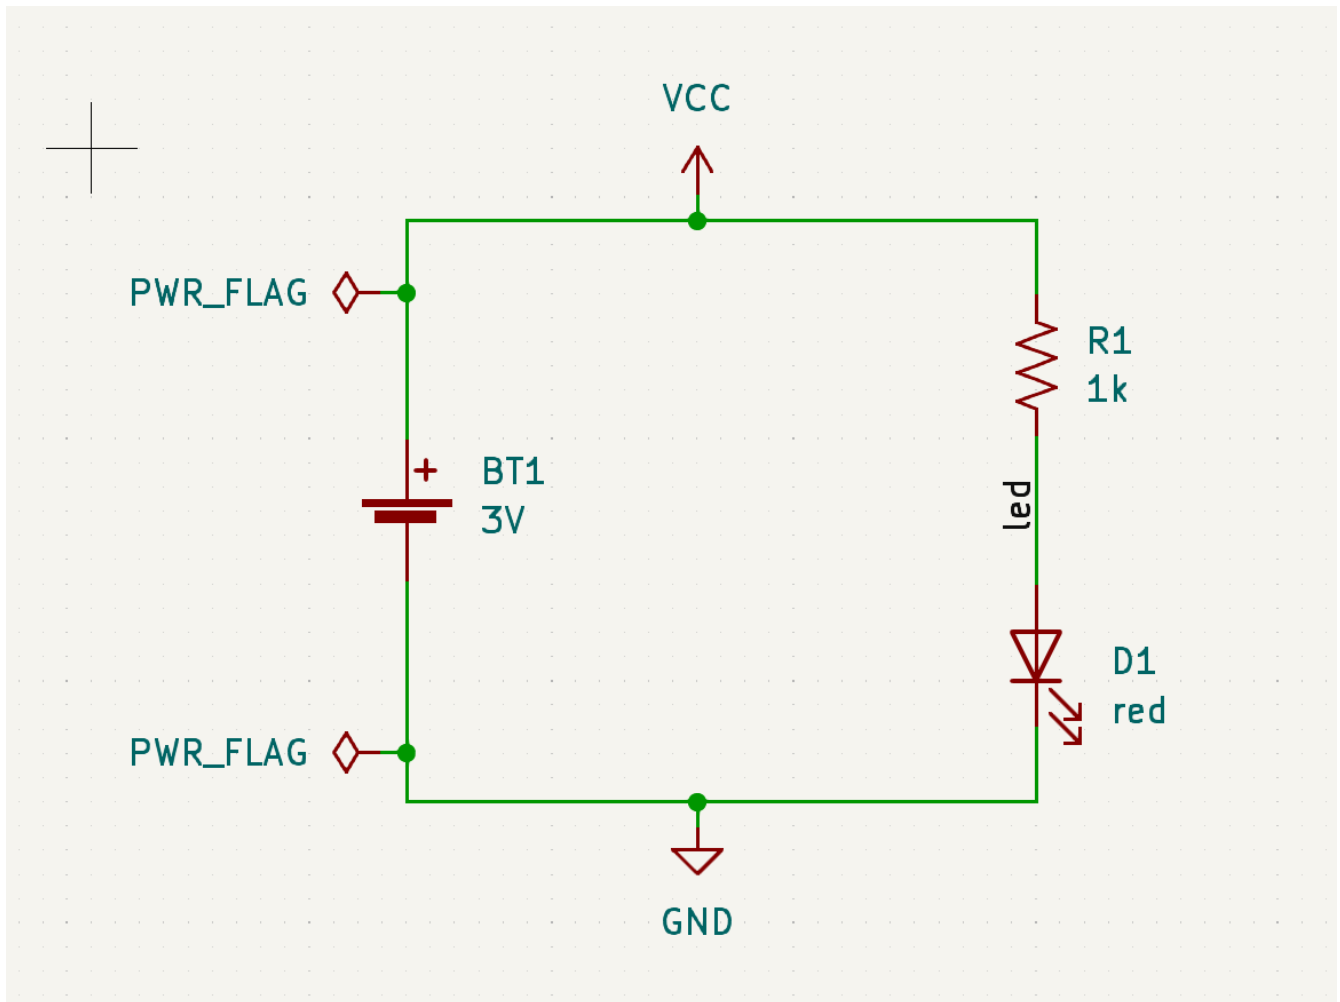 VCC
PWR_FLAG
R1
1k
BT1
3V
led
D1
red
PWR_FLAG
GND